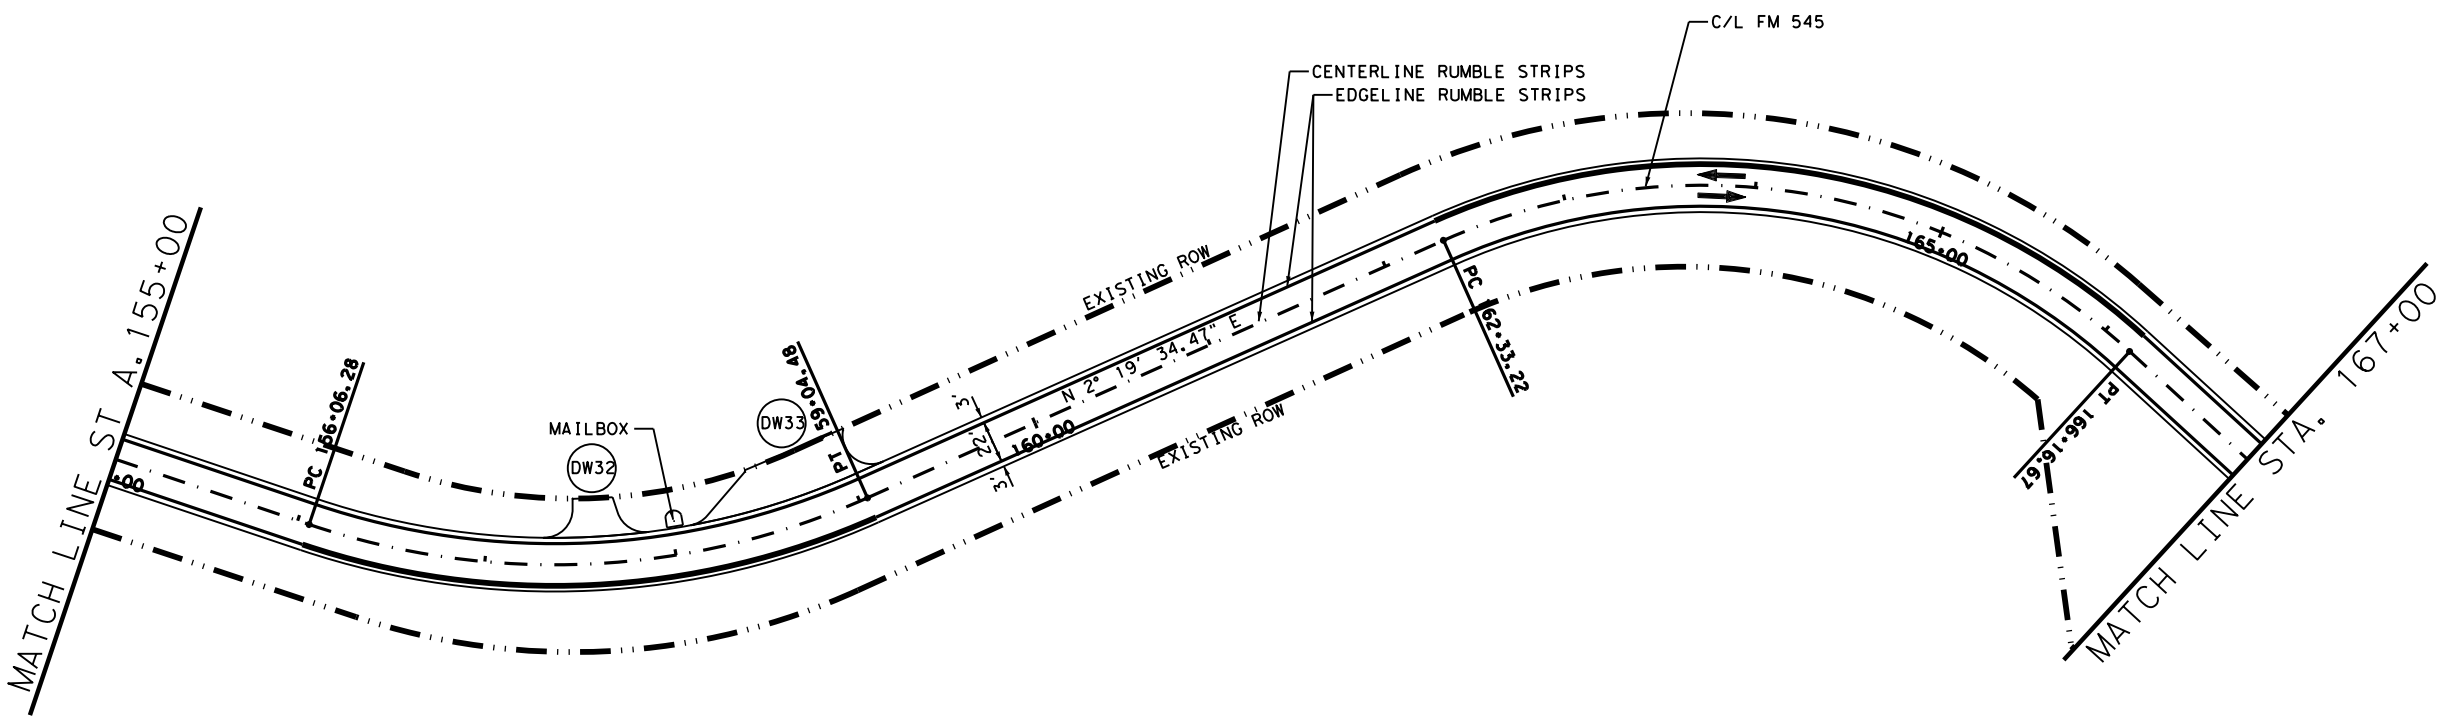 C/L FM 545
CENTERLINE RUMBLE STRIPS
EDGELINE RUMBLE STRIPS
MATCH LINE ST A. 155+00
+00
PC 156+06.28
MAILBOX
DW32
DW33
PT 159+04.48
EXISTING ROW
3'
22'
3'
160+00
N 2° 19' 34.47" E
EXISTING ROW
PC 162+33.22
165+00
PT 166+16.67
MATCH LINE STA. 167+00